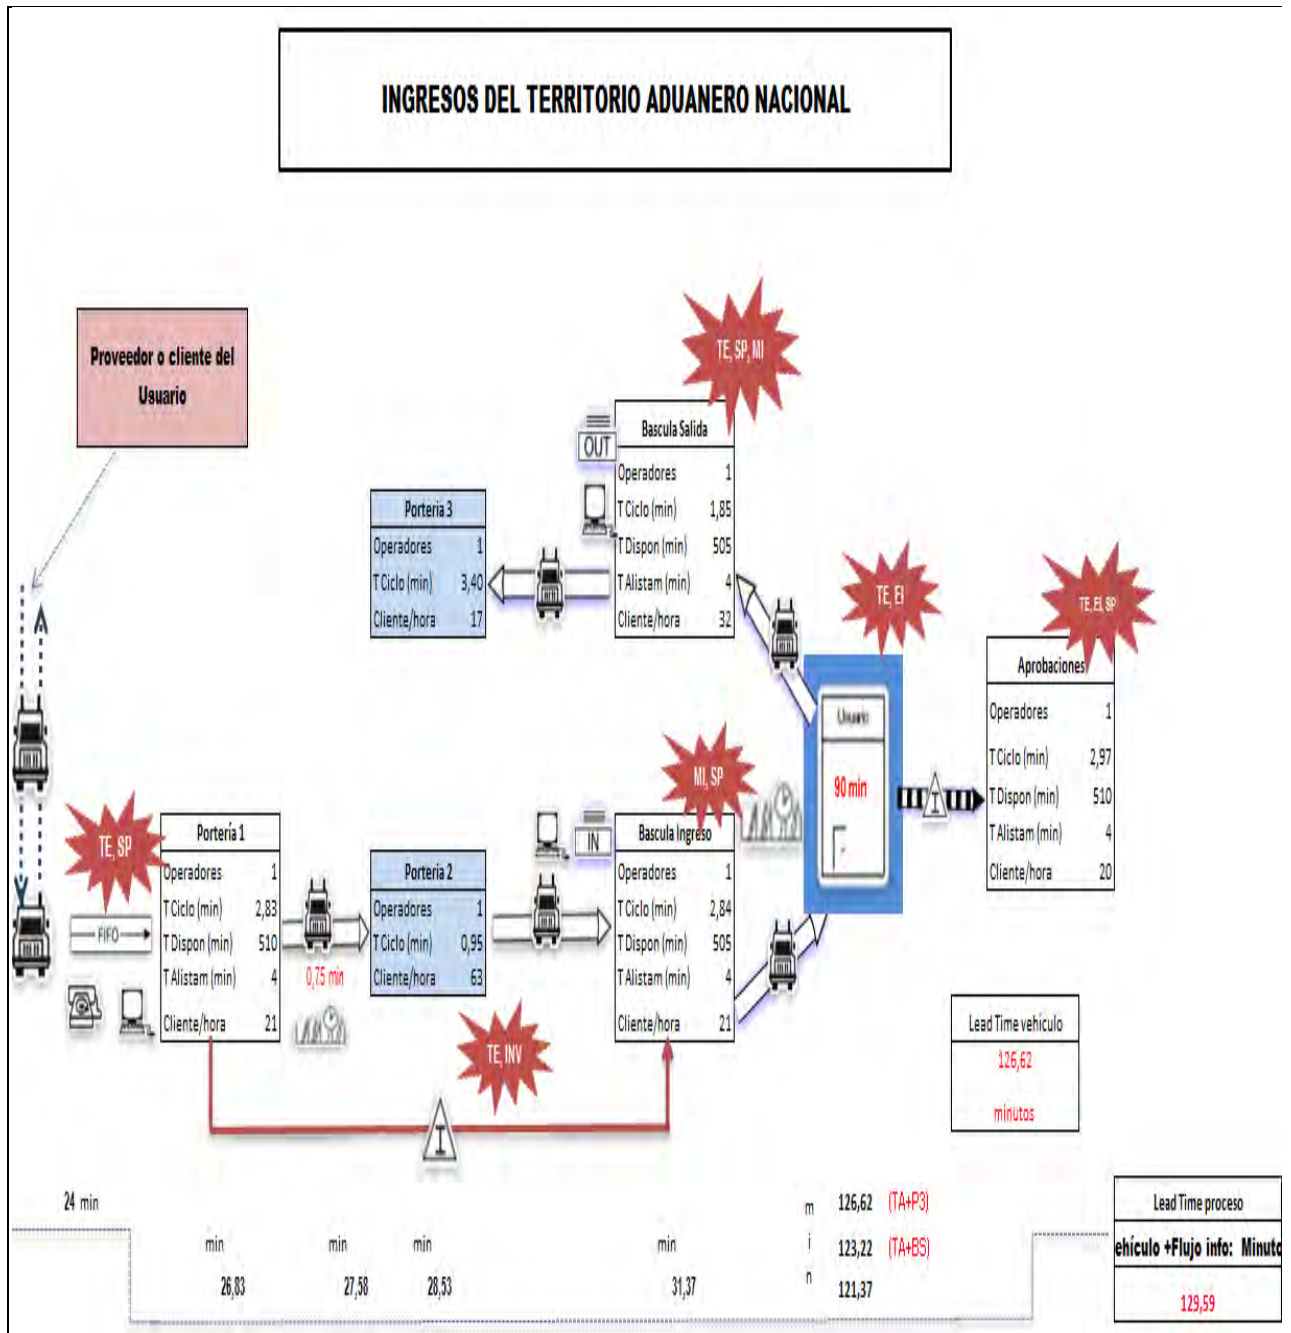 INGRESOS DEL TERRITORIO ADUANERO NACIONAL
Proveedor o cliente del
Usuario
TE, SP, MI
Bascula Salida
Operadores 1
T Ciclo (min) 1,85
T Dispon (min) 505
T Alistam (min) 4
Cliente/hora 32
OUT
Porteria 3
Operadores 1
T Ciclo (min) 3,40
Cliente/hora 17
TE, EI
Usuario
90 min
TE, EI, SP
Aprobaciones
Operadores 1
T Ciclo (min) 2,97
T Dispon (min) 510
T Alistam (min) 4
Cliente/hora 20
I
TE, SP
FIFO
Portería 1
Operadores 1
T Ciclo (min) 2,83
T Dispon (min) 510
T Alistam (min) 4
Cliente/hora 21
0,75 min
Porteria 2
Operadores 1
T Ciclo (min) 0,95
Cliente/hora 63
IN
MI, SP
Bascula Ingreso
Operadores 1
T Ciclo (min) 2,84
T Dispon (min) 505
T Alistam (min) 4
Cliente/hora 21
TE, INV
I
Lead Time vehículo
126,62
minutos
24 min
min min min min
26,83 27,58 28,53 31,37
min
126,62 (TA+P3)
123,22 (TA+BS)
121,37
Lead Time proceso
ehículo +Flujo info: Minuto
129,59